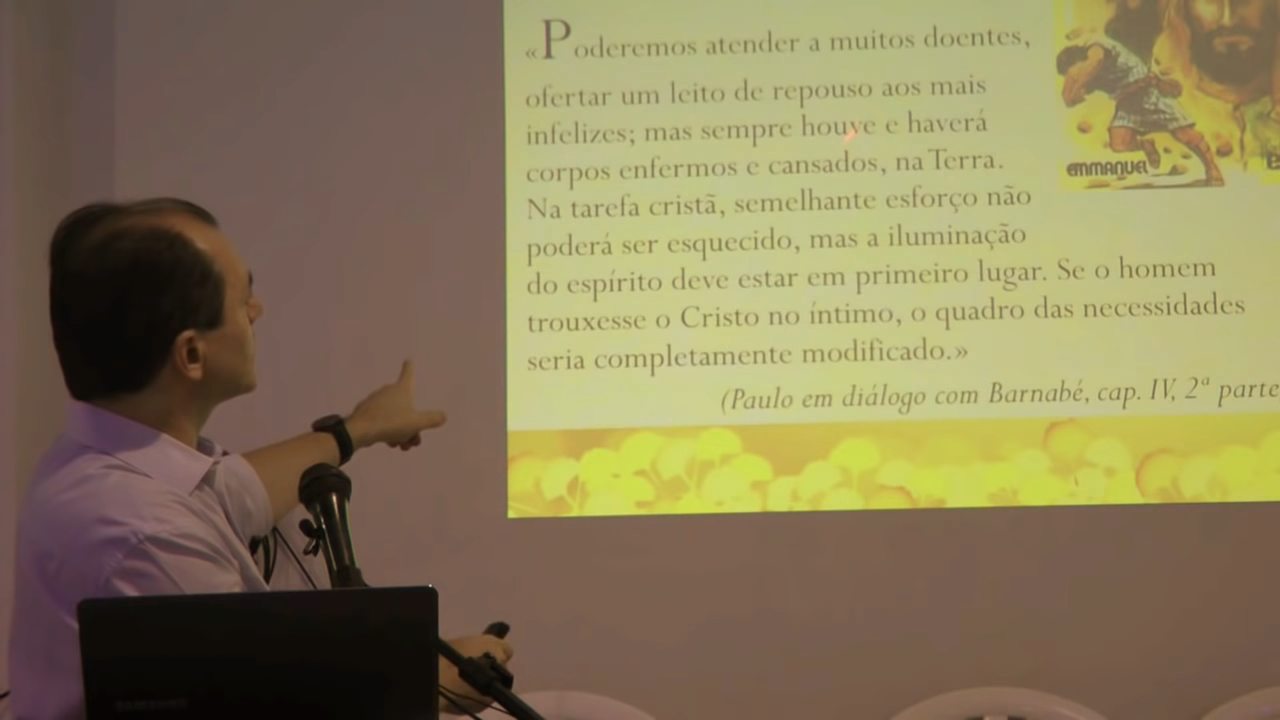 «Poderemos atender a muitos doentes,
ofertar um leito de repouso aos mais
infelizes; mas sempre houve e haverá
corpos enfermos e cansados, na Terra.
Na tarefa cristã, semelhante esforço não
poderá ser esquecido, mas a iluminação
do espírito deve estar em primeiro lugar. Se o homem
trouxesse o Cristo no íntimo, o quadro das necessidades
seria completamente modificado.»
(Paulo em diálogo com Barnabé, cap. IV, 2ª parte
EMMANUEL